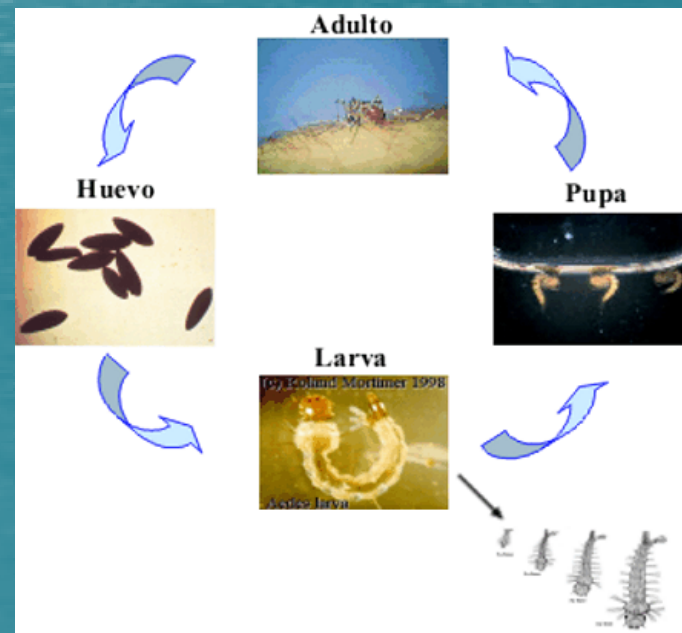 Adulto
Huevo
Pupa
Larva
(c) Roland Mortimer 1998
Aedes larva